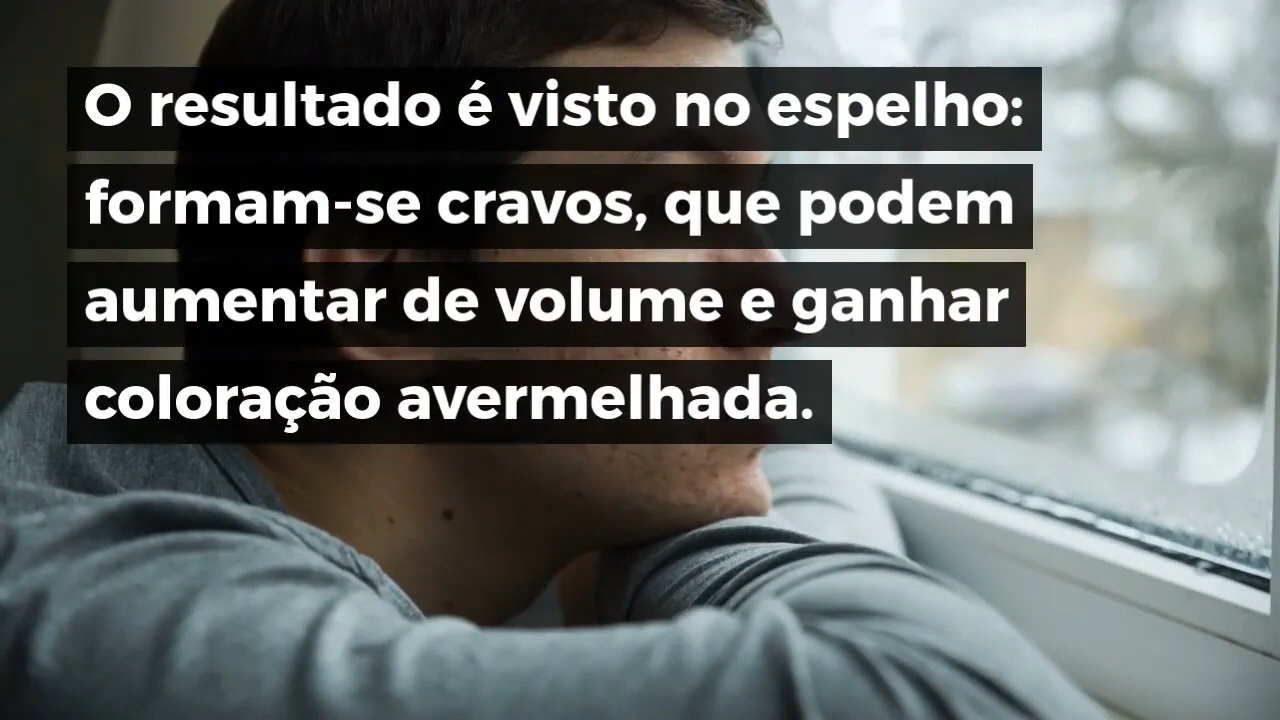 O resultado é visto no espelho:
formam-se cravos, que podem
aumentar de volume e ganhar
coloração avermelhada.